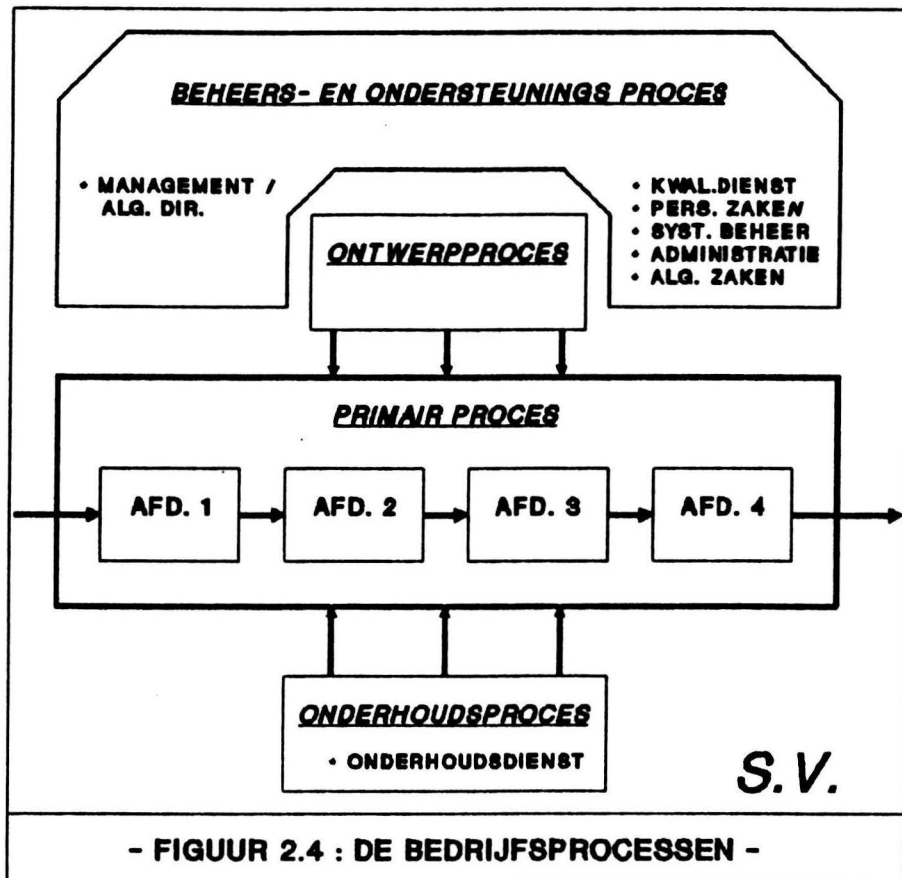 BEHEERS- EN ONDERSTEUNINGS PROCES
• MANAGEMENT /
ALG. DIR.
• KWAL.DIENST
• PERS. ZAKEN
• SYST. BEHEER
• ADMINISTRATIE
• ALG. ZAKEN
ONTWERPPROCES
PRIMAIR PROCES
AFD. 1
AFD. 2
AFD. 3
AFD. 4
ONDERHOUDSPROCES
• ONDERHOUDSDIENST
S.V.
- FIGUUR 2.4 : DE BEDRIJFSPROCESSEN -